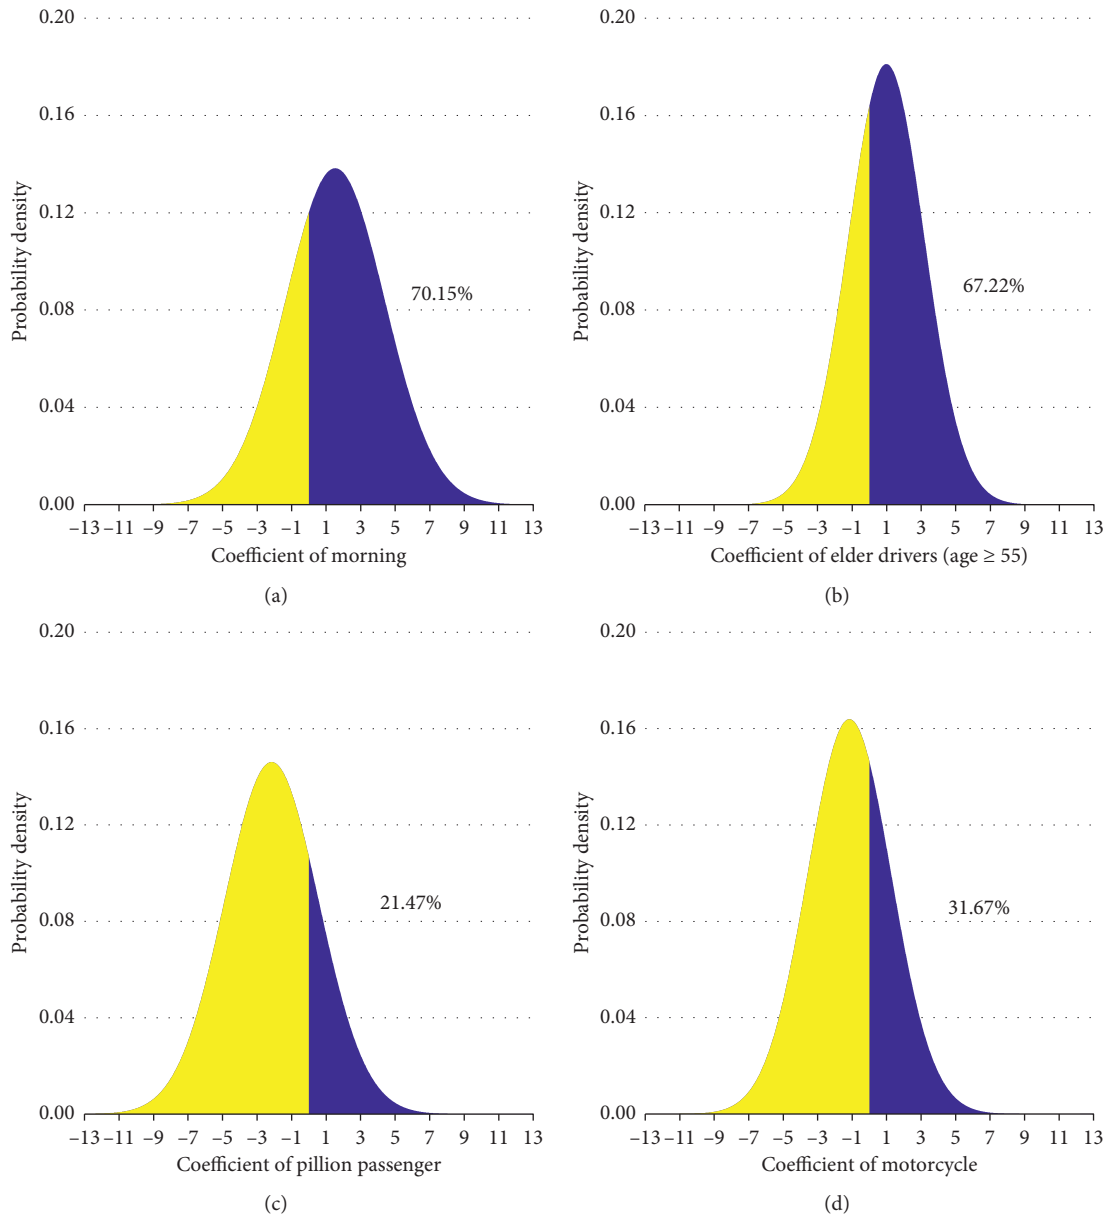 0.20
0.16
0.12
0.08
0.04
0.00
Probability density
70.15%
–13 –11 –9 –7 –5 –3 –1 1 3 5 7 9 11 13
Coefficient of morning
(a)
0.20
0.16
0.12
0.08
0.04
0.00
Probability density
67.22%
–13 –11 –9 –7 –5 –3 –1 1 3 5 7 9 11 13
Coefficient of elder drivers (age ≥ 55)
(b)
0.20
0.16
0.12
0.08
0.04
0.00
Probability density
21.47%
–13 –11 –9 –7 –5 –3 –1 1 3 5 7 9 11 13
Coefficient of pillion passenger
(c)
0.20
0.16
0.12
0.08
0.04
0.00
Probability density
31.67%
–13 –11 –9 –7 –5 –3 –1 1 3 5 7 9 11 13
Coefficient of motorcycle
(d)